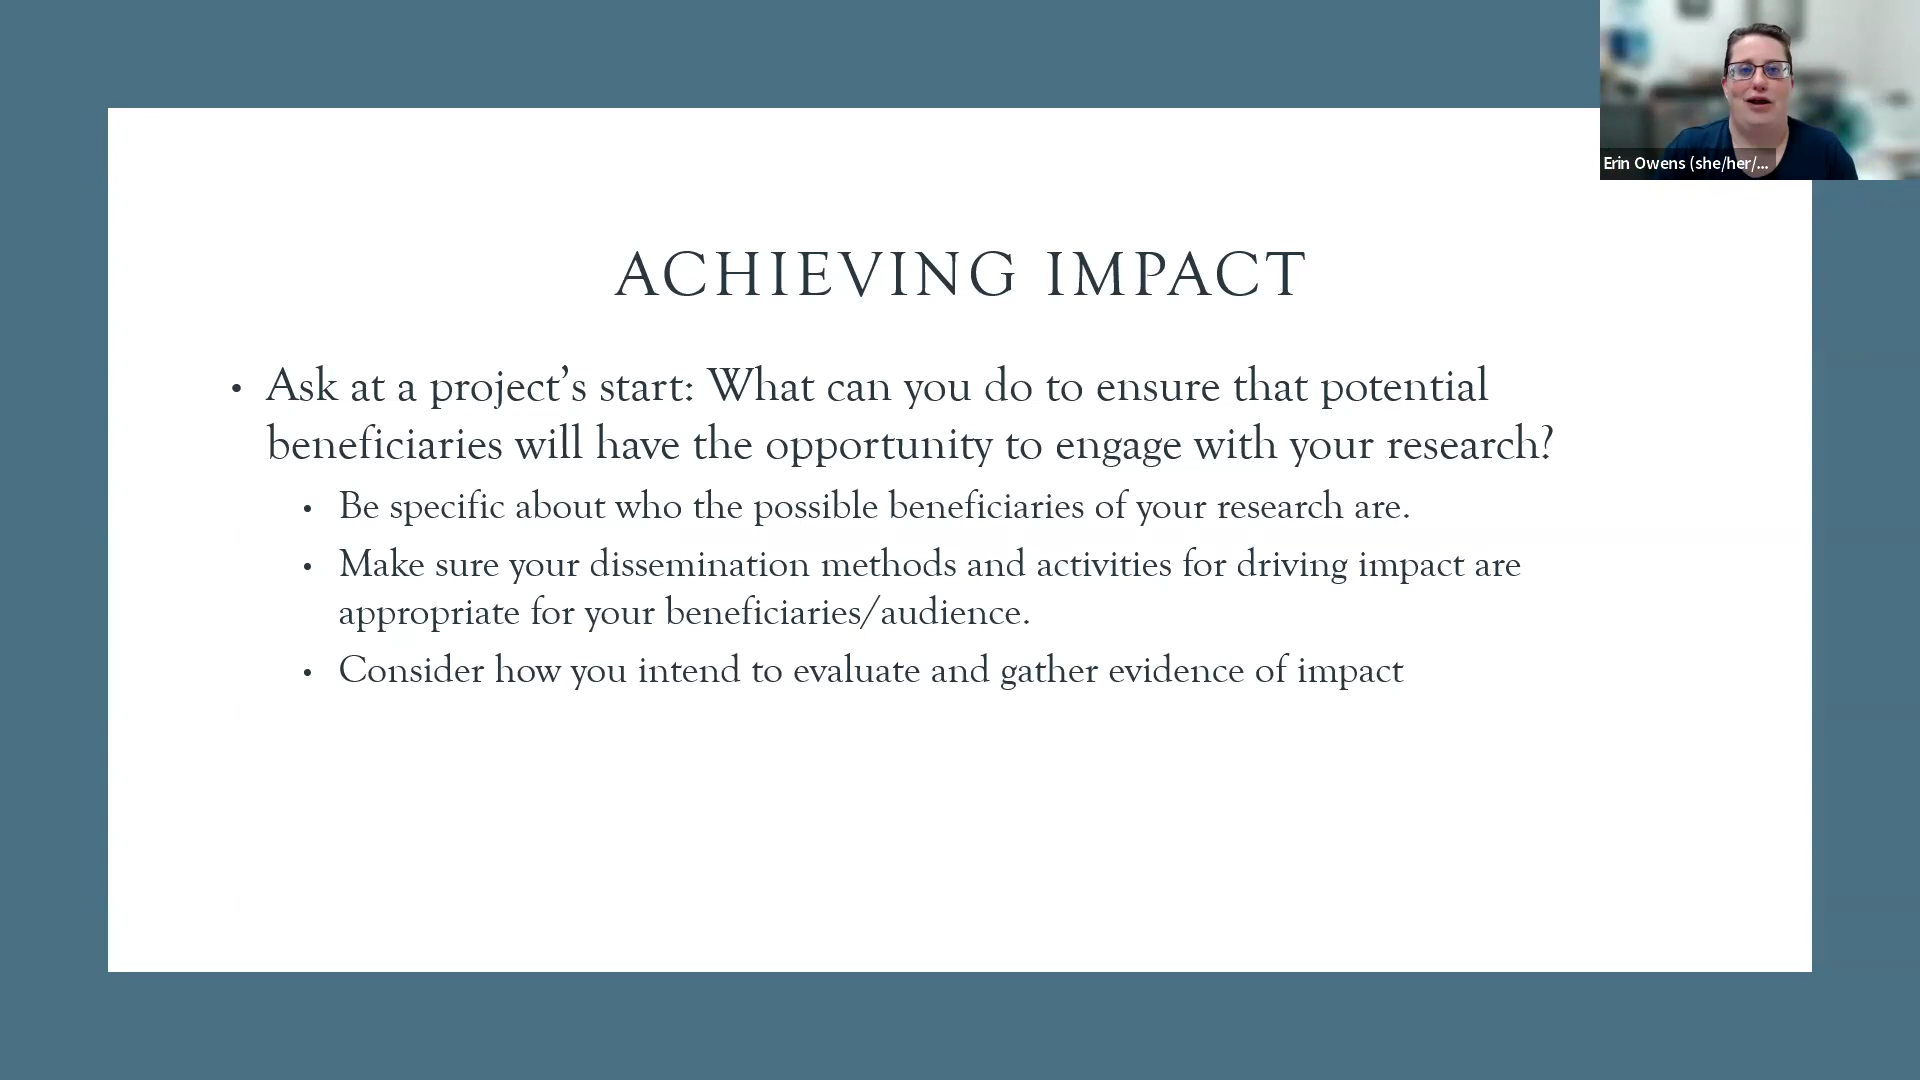 Erin Owens (she/her/...
ACHIEVING IMPACT
• Ask at a project’s start: What can you do to ensure that potential
beneficiaries will have the opportunity to engage with your research?
• Be specific about who the possible beneficiaries of your research are.
• Make sure your dissemination methods and activities for driving impact are
appropriate for your beneficiaries/audience.
• Consider how you intend to evaluate and gather evidence of impact